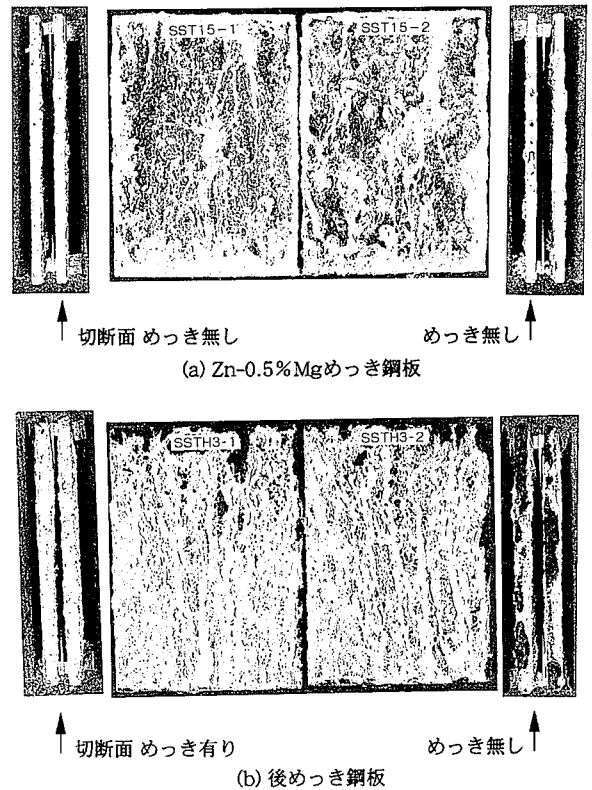 SST15-1
SST15-2
切断面 めっき無し
めっき無し
(a) Zn-0.5%Mgめっき鋼板
SSTH3-1
SSTH3-2
切断面 めっき有り
めっき無し
(b) 後めっき鋼板